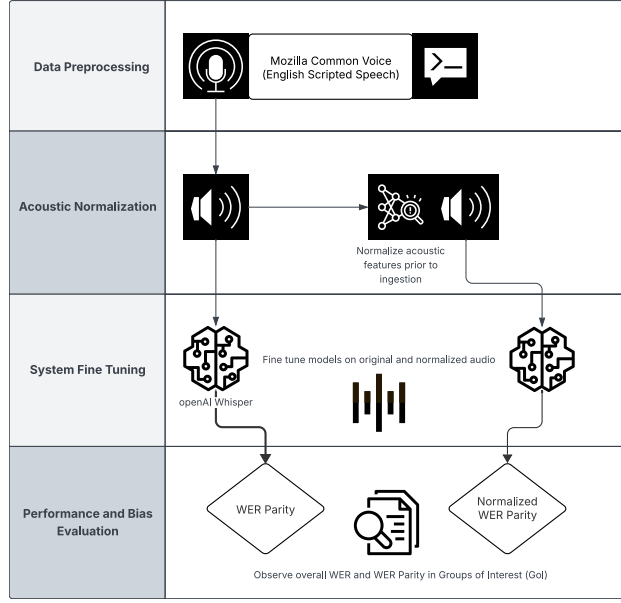 Data Preprocessing
Mozilla Common Voice
(English Scripted Speech)
Acoustic Normalization
Normalize acoustic
features prior to
ingestion
System Fine Tuning
Fine tune models on original and normalized audio
openAI Whisper
Performance and Bias
Evaluation
WER Parity
Normalized
WER Parity
Observe overall WER and WER Parity in Groups of Interest (GoI)